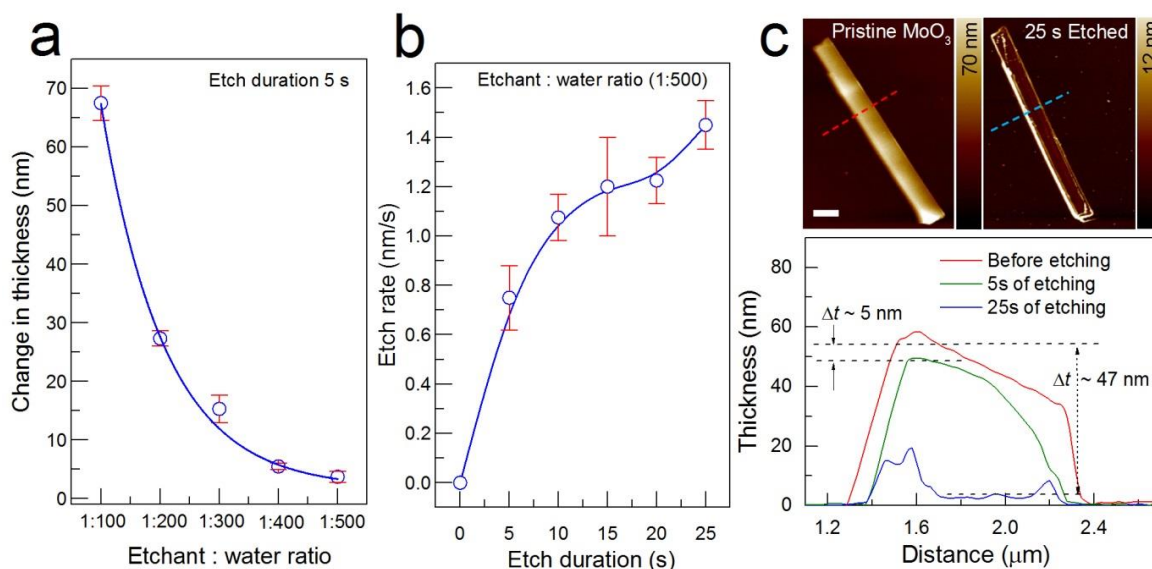 a
Etch duration 5 s
70
60
50
40
30
20
10
0
Change in thickness (nm)
1:100 1:200 1:300 1:400 1:500
Etchant : water ratio
b
Etchant : water ratio (1:500)
1.6
1.4
1.2
1.0
0.8
0.6
0.4
0.2
0.0
Etch rate (nm/s)
0 5 10 15 20 25
Etch duration (s)
c
Pristine MoO₃
70 nm
25 s Etched
12 nm
80
60
40
20
0
Thickness (nm)
Before etching
5s of etching
25s of etching
Δt ~ 5 nm
Δt ~ 47 nm
1.2 1.6 2.0 2.4
Distance (μm)